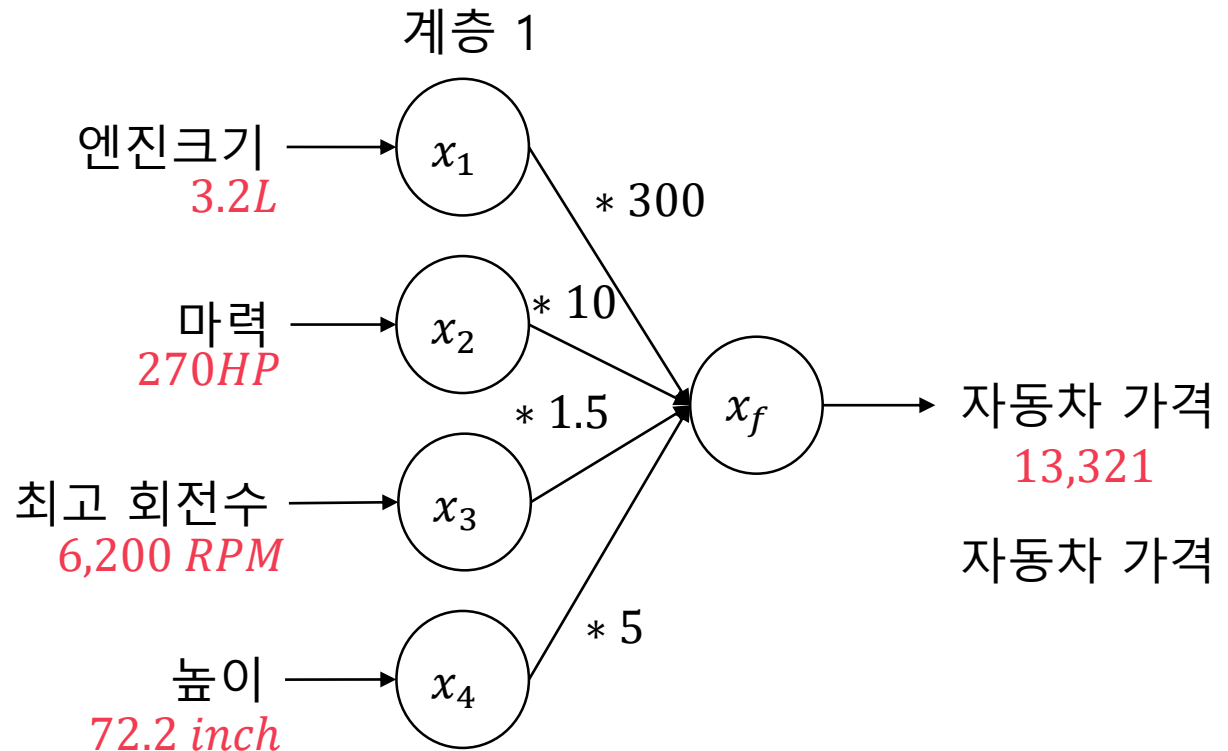 계층 1
엔진크기
3.2L
x₁
* 300
마력
270HP
x₂
* 10
최고 회전수
6,200 RPM
x₃
* 1.5
높이
72.2 inch
x₄
* 5
x_f
자동차 가격
13,321
자동차 가격